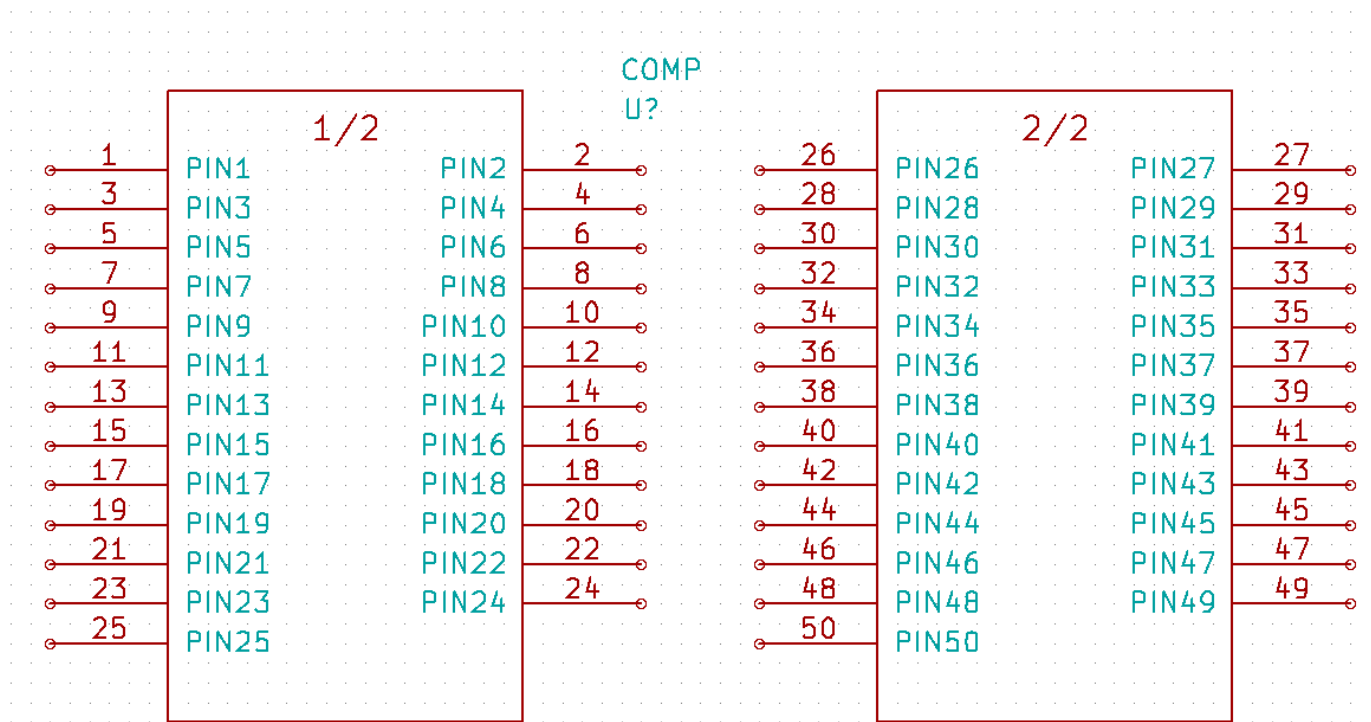 COMP
U?
1/2
1 PIN1 PIN2 2
3 PIN3 PIN4 4
5 PIN5 PIN6 6
7 PIN7 PIN8 8
9 PIN9 PIN10 10
11 PIN11 PIN12 12
13 PIN13 PIN14 14
15 PIN15 PIN16 16
17 PIN17 PIN18 18
19 PIN19 PIN20 20
21 PIN21 PIN22 22
23 PIN23 PIN24 24
25 PIN25
2/2
26 PIN26 PIN27 27
28 PIN28 PIN29 29
30 PIN30 PIN31 31
32 PIN32 PIN33 33
34 PIN34 PIN35 35
36 PIN36 PIN37 37
38 PIN38 PIN39 39
40 PIN40 PIN41 41
42 PIN42 PIN43 43
44 PIN44 PIN45 45
46 PIN46 PIN47 47
48 PIN48 PIN49 49
50 PIN50